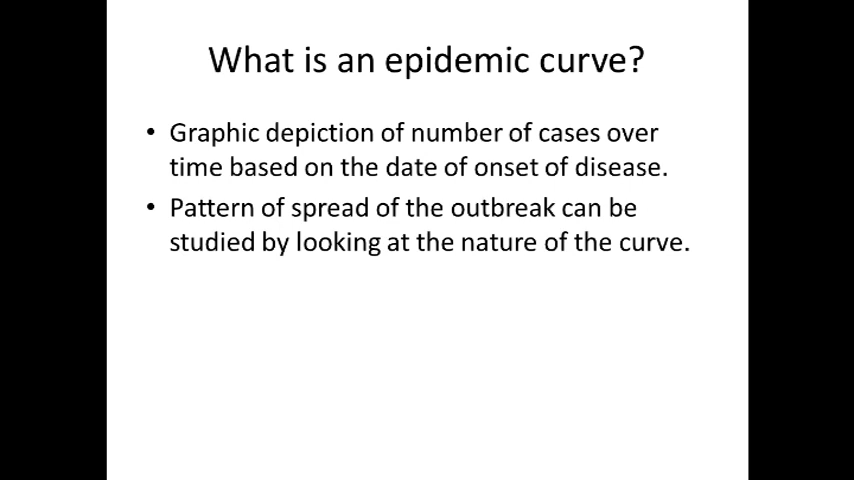 What is an epidemic curve?
• Graphic depiction of number of cases over
time based on the date of onset of disease.
• Pattern of spread of the outbreak can be
studied by looking at the nature of the curve.